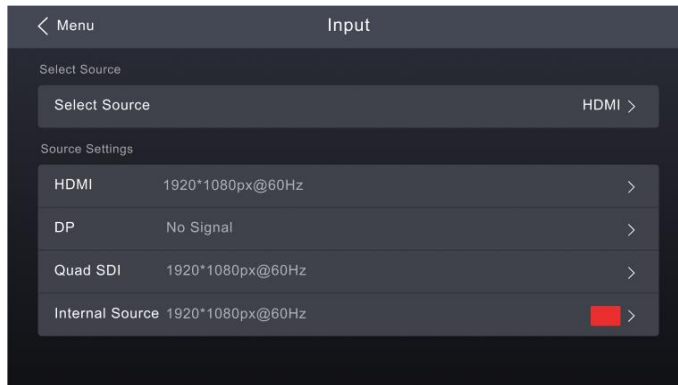 Menu
Input
Select Source
Select Source HDMI
Source Settings
HDMI 1920*1080px@60Hz
DP No Signal
Quad SDI 1920*1080px@60Hz
Internal Source 1920*1080px@60Hz